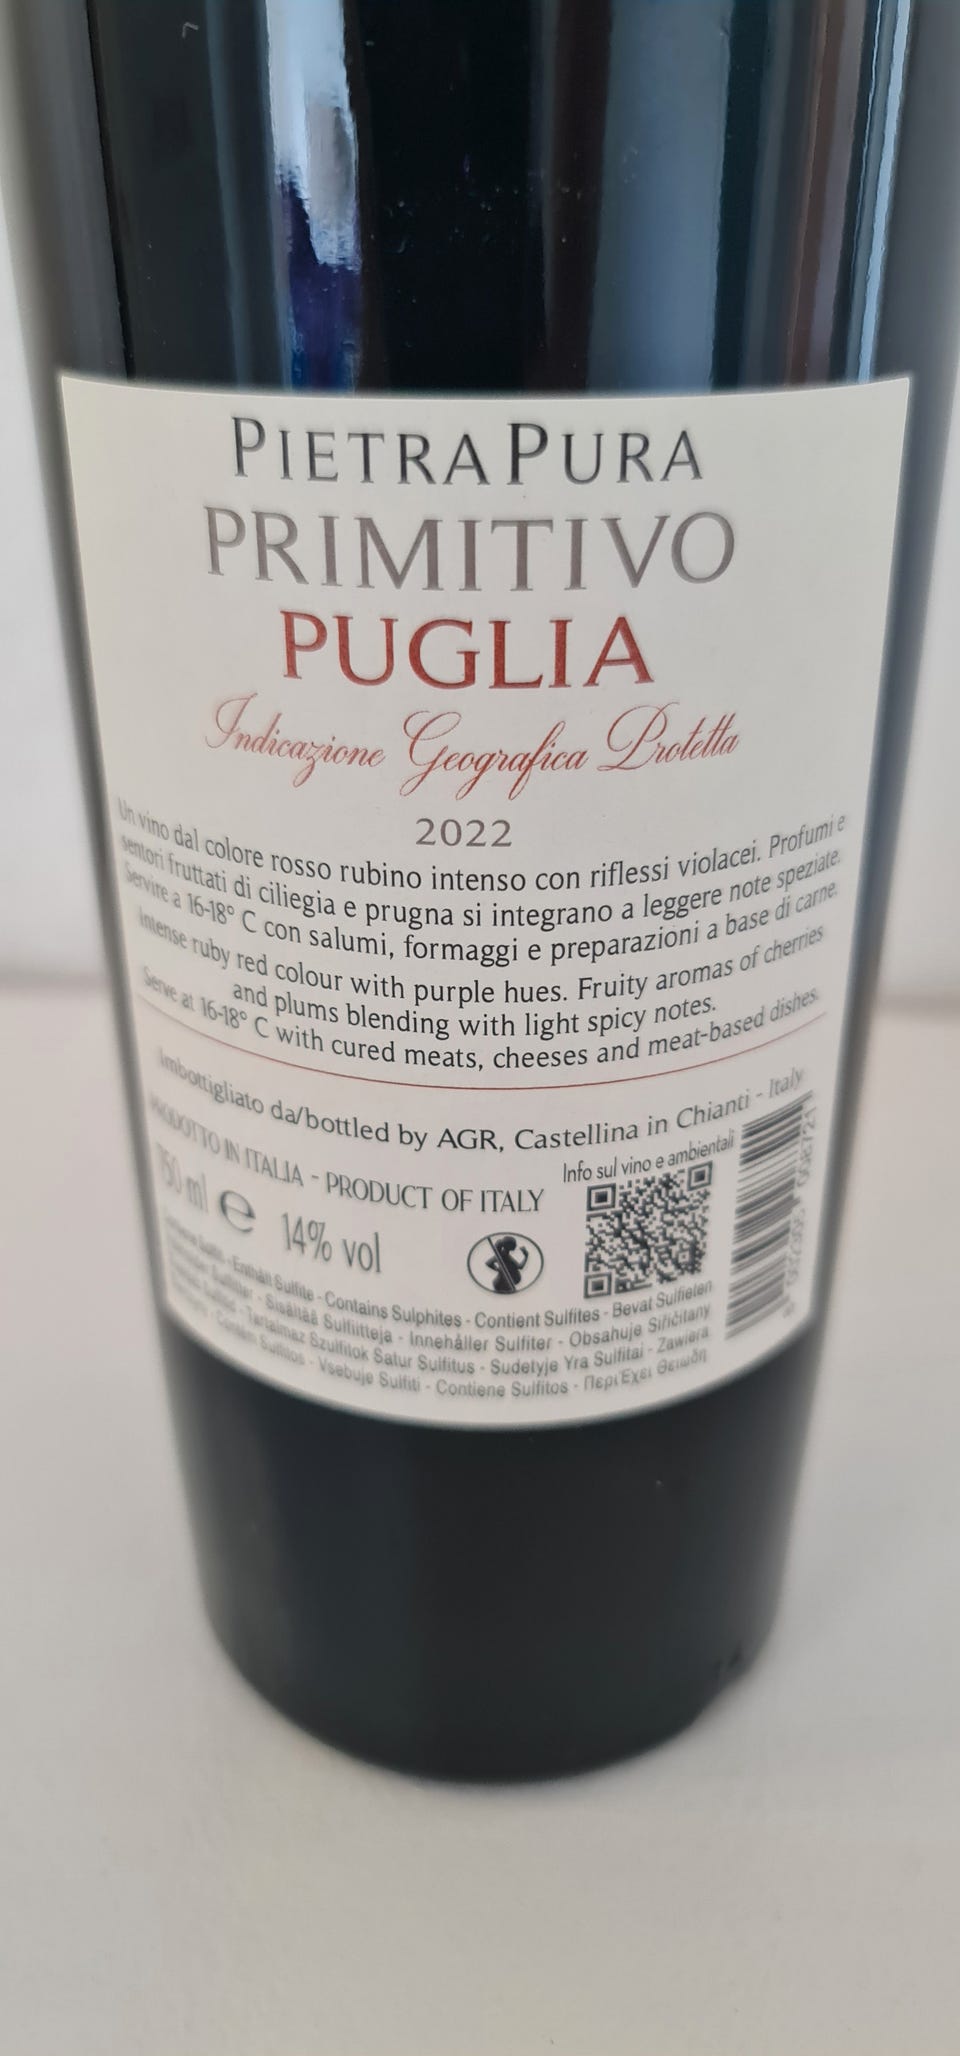 PIETRAPURA
PRIMITIVO
PUGLIA
Indicazione Geografica Protetta
2022
Un vino dal colore rosso rubino intenso con riflessi violacei. Profumi e
sentori fruttati di ciliegia e prugna si integrano a leggere note speziate.
Servire a 16-18° C con salumi, formaggi e preparazioni a base di carne.
Intense ruby red colour with purple hues. Fruity aromas of cherries
and plums blending with light spicy notes.
Serve at 16-18° C with cured meats, cheeses and meat-based dishes.
Imbottigliato da/bottled by AGR, Castellina in Chianti - Italy
PRODOTTO IN ITALIA - PRODUCT OF ITALY
Info sul vino e ambientali
750 ml e 14% vol
Enthält Sulfite - Contains Sulphites - Contient Sulfites - Bevat Sulfieten
Sisältää Sulfiitteja - Innehåller Sulfiter - Obsahuje Siřičitany
Tartalmaz Szulfitok Satur Sulfitus - Sudetyje Yra Sulfitai - Zawiera
Contém Sulfitos - Vsebuje Sulfiti - Contiene Sulfitos - Περι Έχει Θειώδη